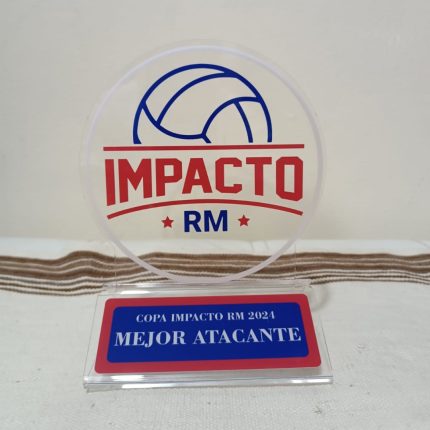 IMPACTO
RM
COPA IMPACTO RM 2024
MEJOR ATACANTE